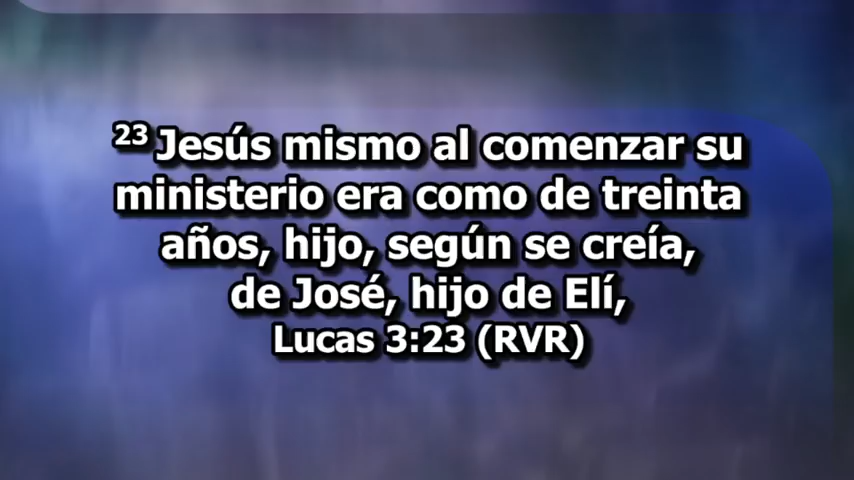 23 Jesús mismo al comenzar su
ministerio era como de treinta
años, hijo, según se creía,
de José, hijo de Elí,
Lucas 3:23 (RVR)